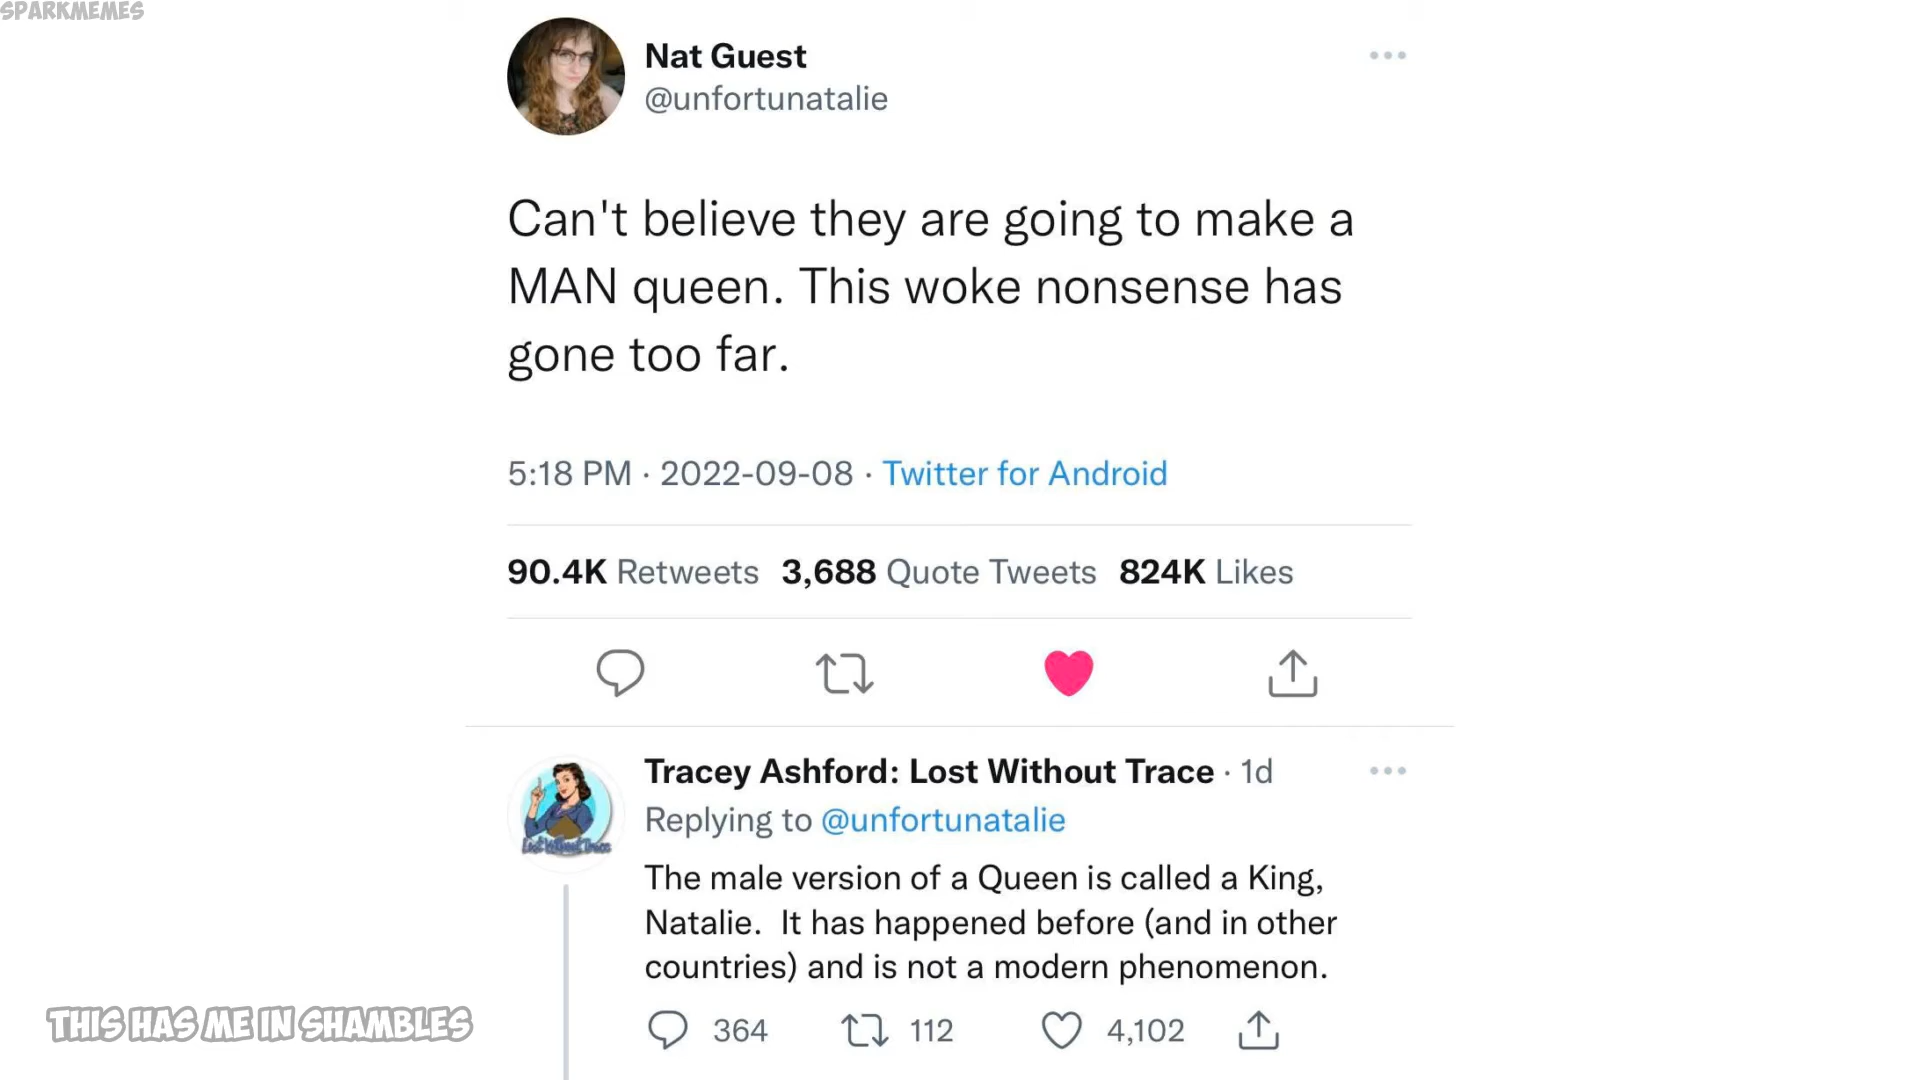 SPARKMEMES
Nat Guest
@unfortunatalie
Can't believe they are going to make a
MAN queen. This woke nonsense has
gone too far.
5:18 PM · 2022-09-08 · Twitter for Android
90.4K Retweets 3,688 Quote Tweets 824K Likes
Tracey Ashford: Lost Without Trace · 1d
Replying to @unfortunatalie
Lost Without Trace
The male version of a Queen is called a King,
Natalie. It has happened before (and in other
countries) and is not a modern phenomenon.
THIS HAS ME IN SHAMBLES
364 112 4,102